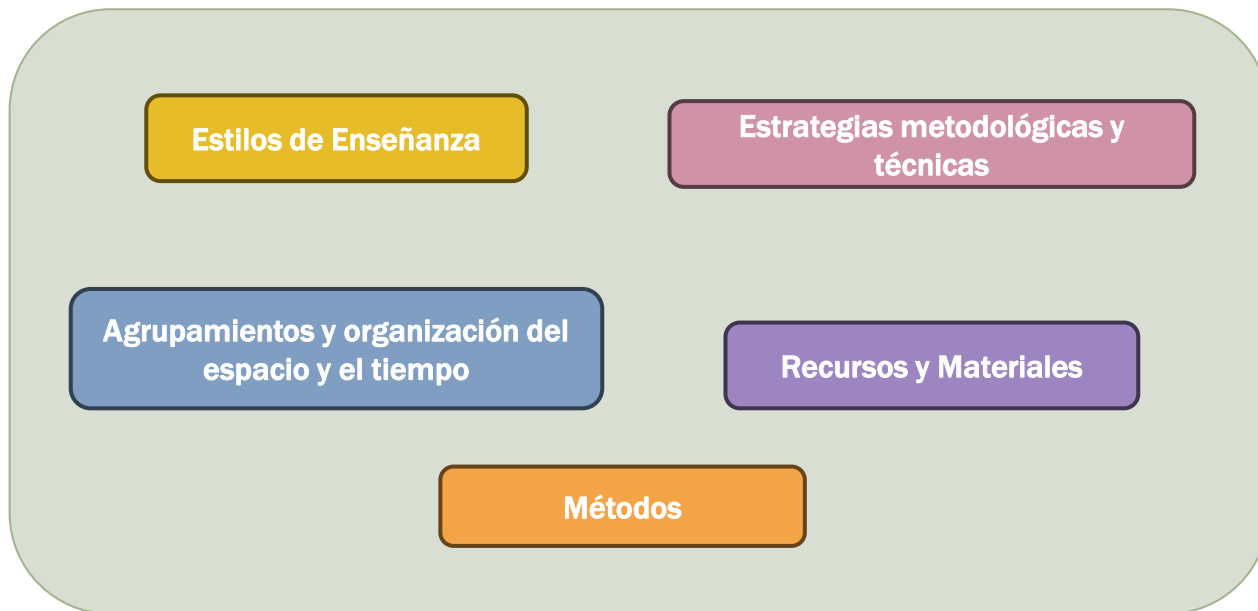 Estilos de Enseñanza
Estrategias metodológicas y
técnicas
Agrupamientos y organización del
espacio y el tiempo
Recursos y Materiales
Métodos